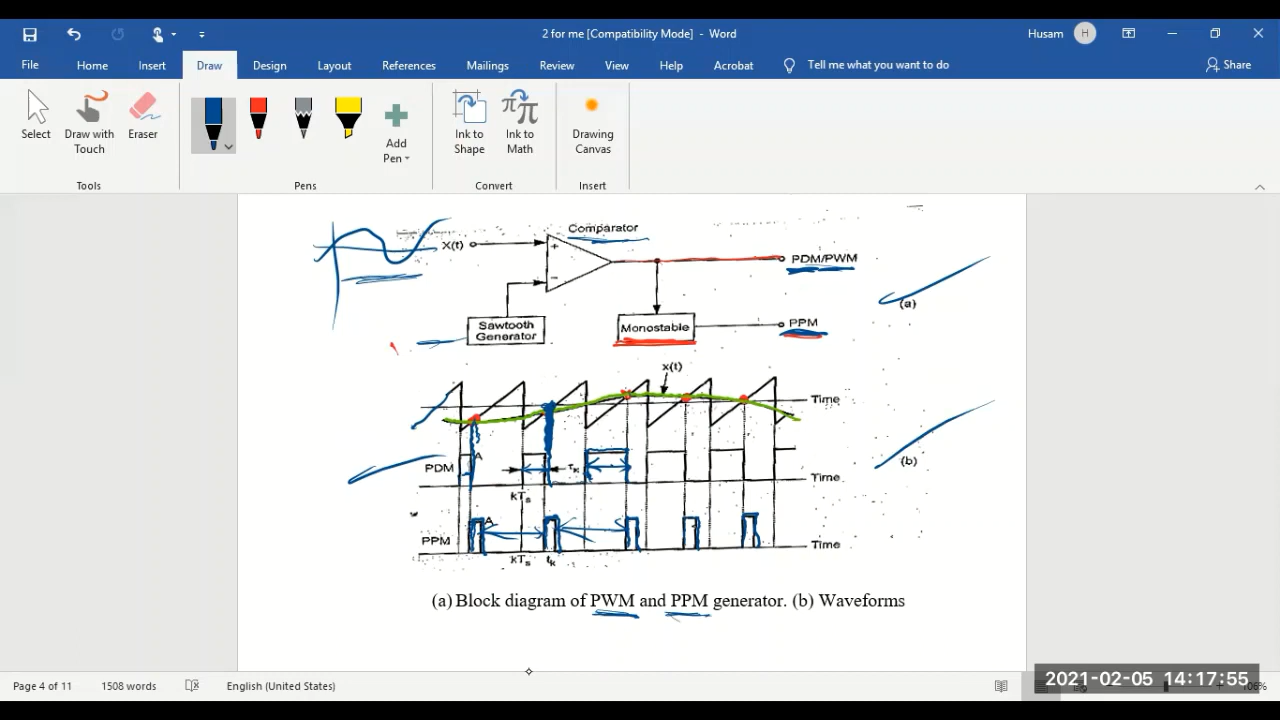 2 for me [Compatibility Mode] - Word
Husam
H
File Home Insert Draw Design Layout References Mailings Review View Help Acrobat Tell me what you want to do Share
Select
Draw with Touch
Eraser
Add Pen
Ink to Shape
Ink to Math
Drawing Canvas
Tools
Pens
Convert
Insert
Comparator
X(t)
+
−
PDM/PWM
(a)
Sawtooth
Generator
Monostable
PPM
x(t)
Time
A
PDM
τk
(b)
Time
kTs
A
PPM
Time
kTs
tk
(a) Block diagram of PWM and PPM generator. (b) Waveforms
Page 4 of 11 1508 words English (United States)
2021-02-05 14:17:55
106%